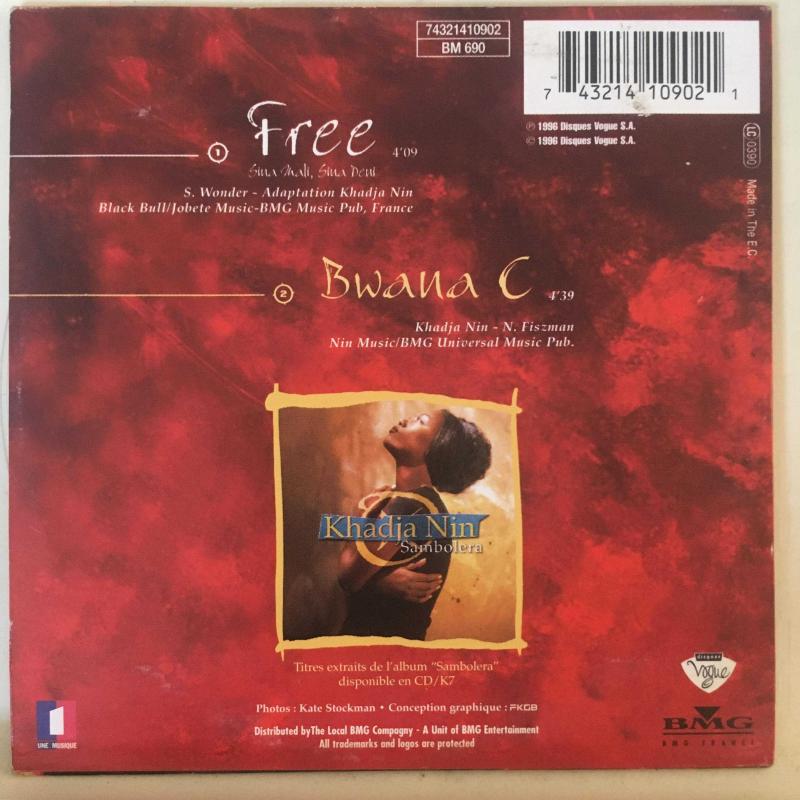 74321410902
BM 690
7 43214 10902 1
℗ 1996 Disques Vogue S.A.
© 1996 Disques Vogue S.A.
LC 0390
Made in The E.C.
1 Free 4'09
Sina Mali, Sina Deni
S. Wonder - Adaptation Khadja Nin
Black Bull/Jobete Music-BMG Music Pub, France
2 Bwana C 4'39
Khadja Nin - N. Fiszman
Nin Music/BMG Universal Music Pub.
Khadja Nin
Sambolera
Titres extraits de l'album "Sambolera"
disponible en CD/K7
Photos : Kate Stockman • Conception graphique : FKGB
Distributed byThe Local BMG Compagny - A Unit of BMG Entertainment
All trademarks and logos are protected
1
UNE MUSIQUE
disques
Vogue
BMG
BMG FRANCE